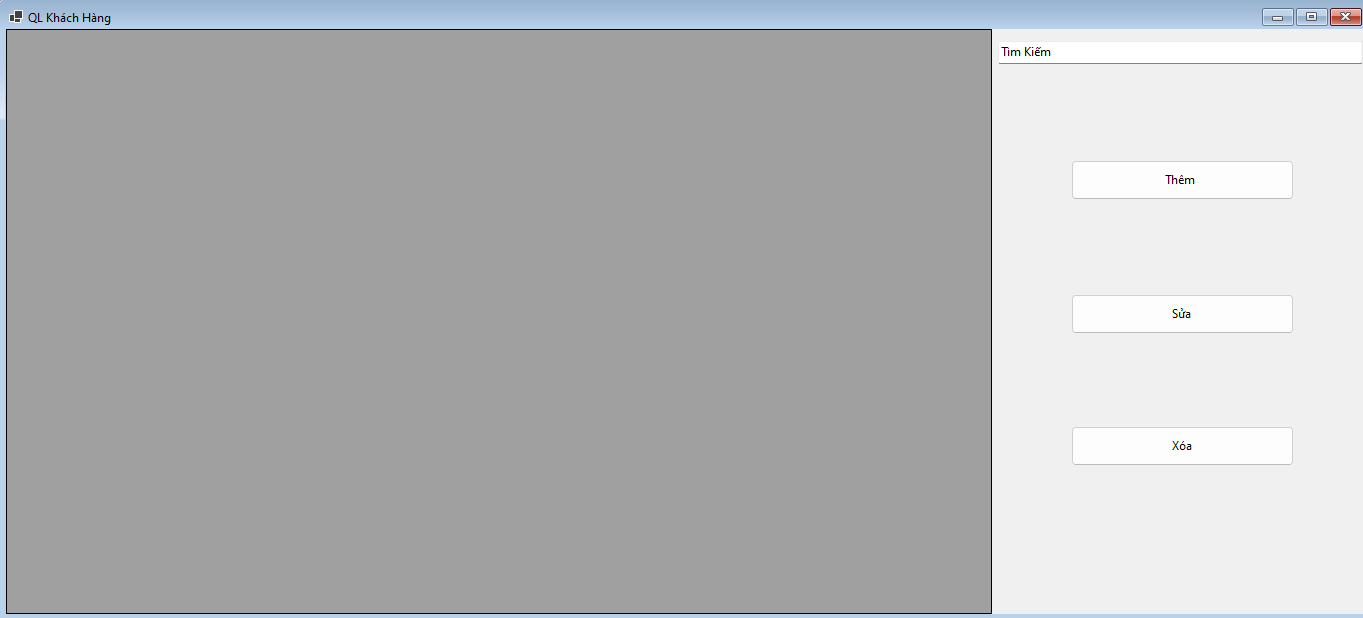 QL Khách Hàng
Tìm Kiếm
Thêm
Sửa
Xóa